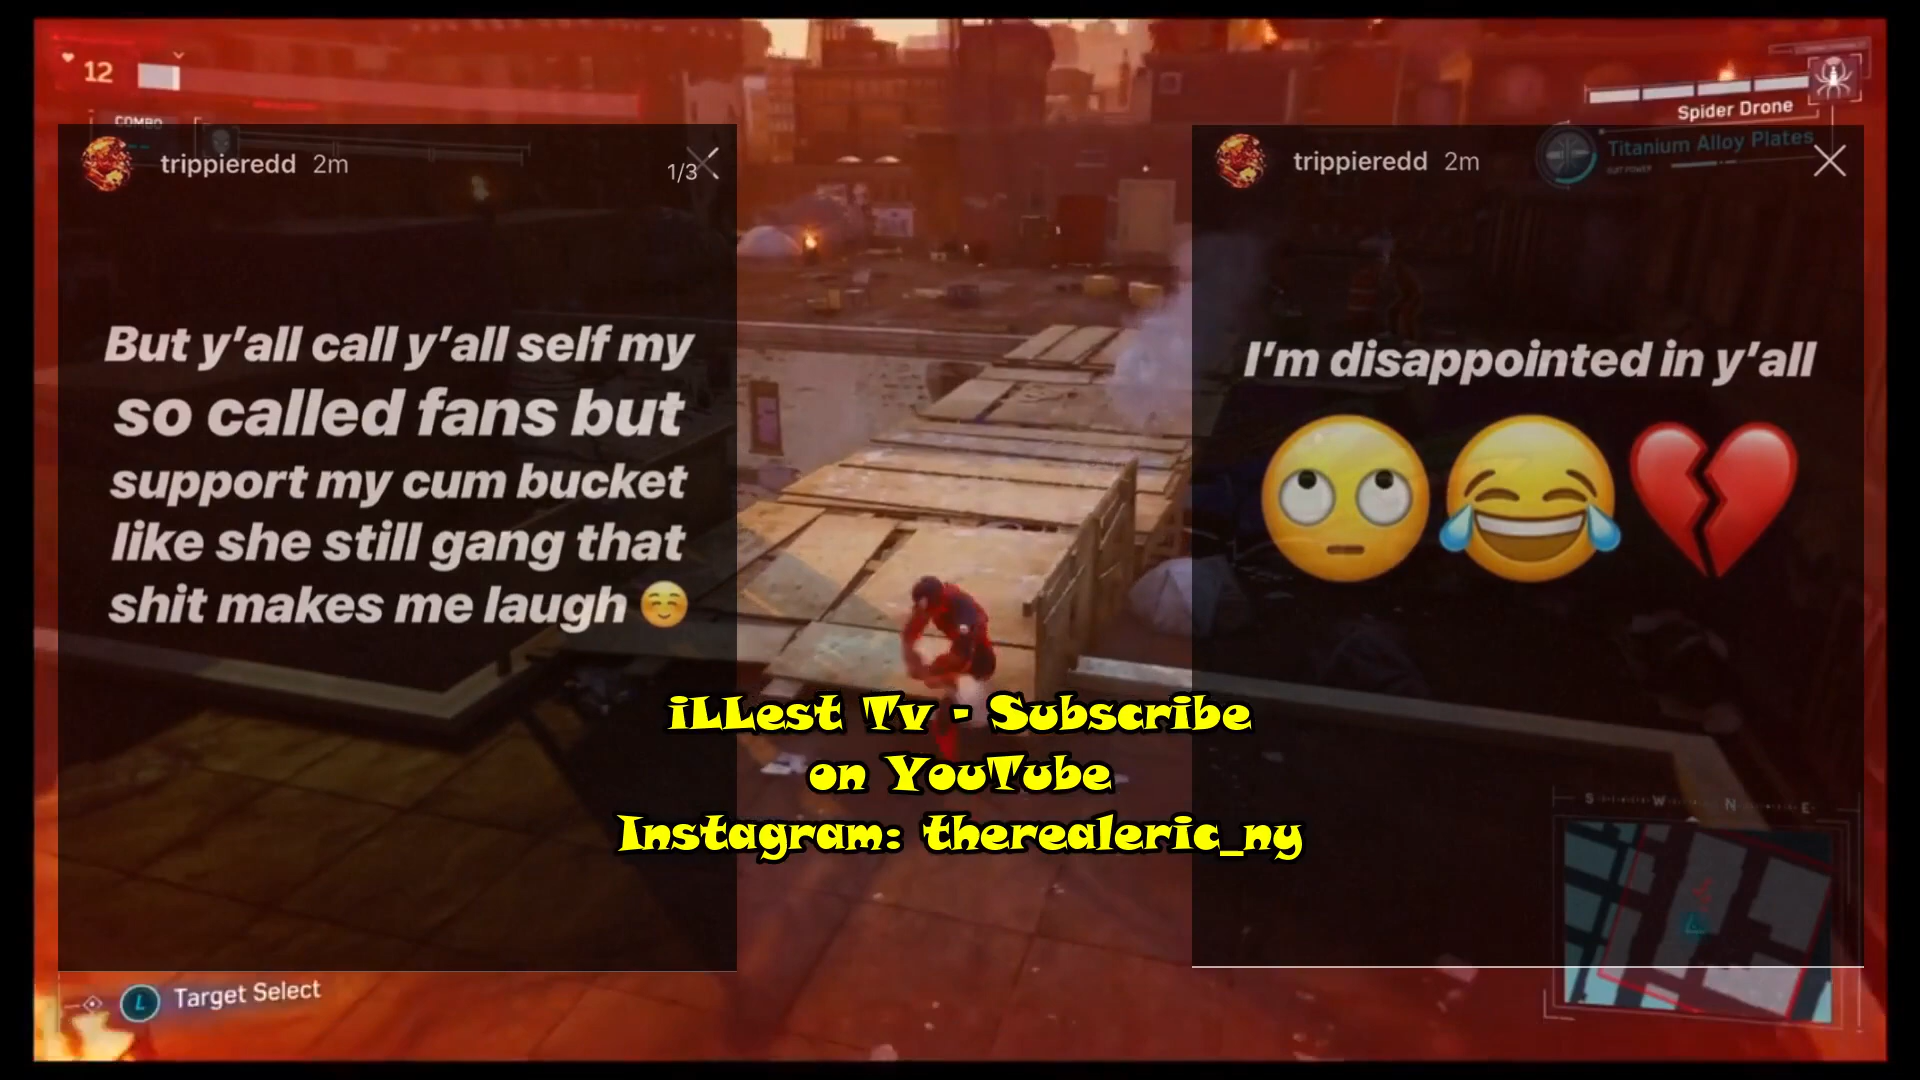 12
COMBO
Spider Drone
Titanium Alloy Plates
SUIT POWER
trippieredd 2m
1/3
But y’all call y’all self my
so called fans but
support my cum bucket
like she still gang that
shit makes me laugh ☺️
trippieredd 2m
I’m disappointed in y’all
🙄😂💔
iLLest Tv - Subscribe
on YouTube
Instagram: therealeric_ny
S W N E
L Target Select